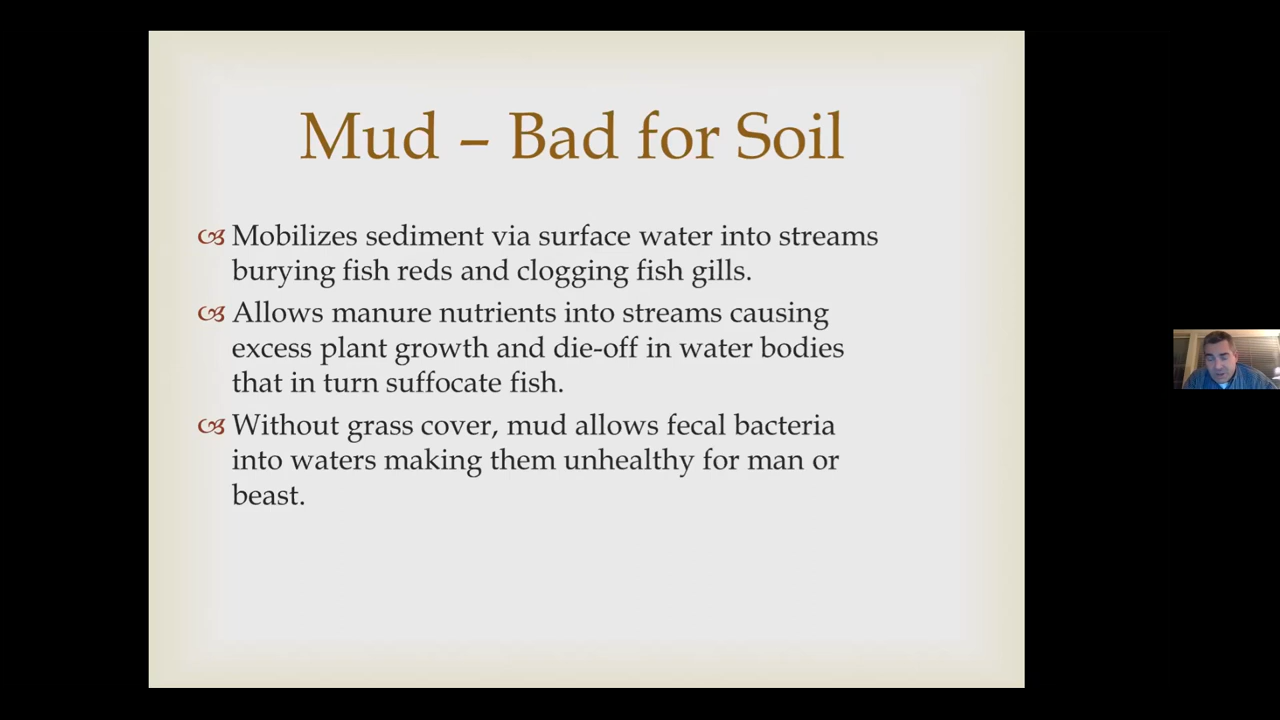 Mud – Bad for Soil
Mobilizes sediment via surface water into streams
burying fish reds and clogging fish gills.
Allows manure nutrients into streams causing
excess plant growth and die-off in water bodies
that in turn suffocate fish.
Without grass cover, mud allows fecal bacteria
into waters making them unhealthy for man or
beast.